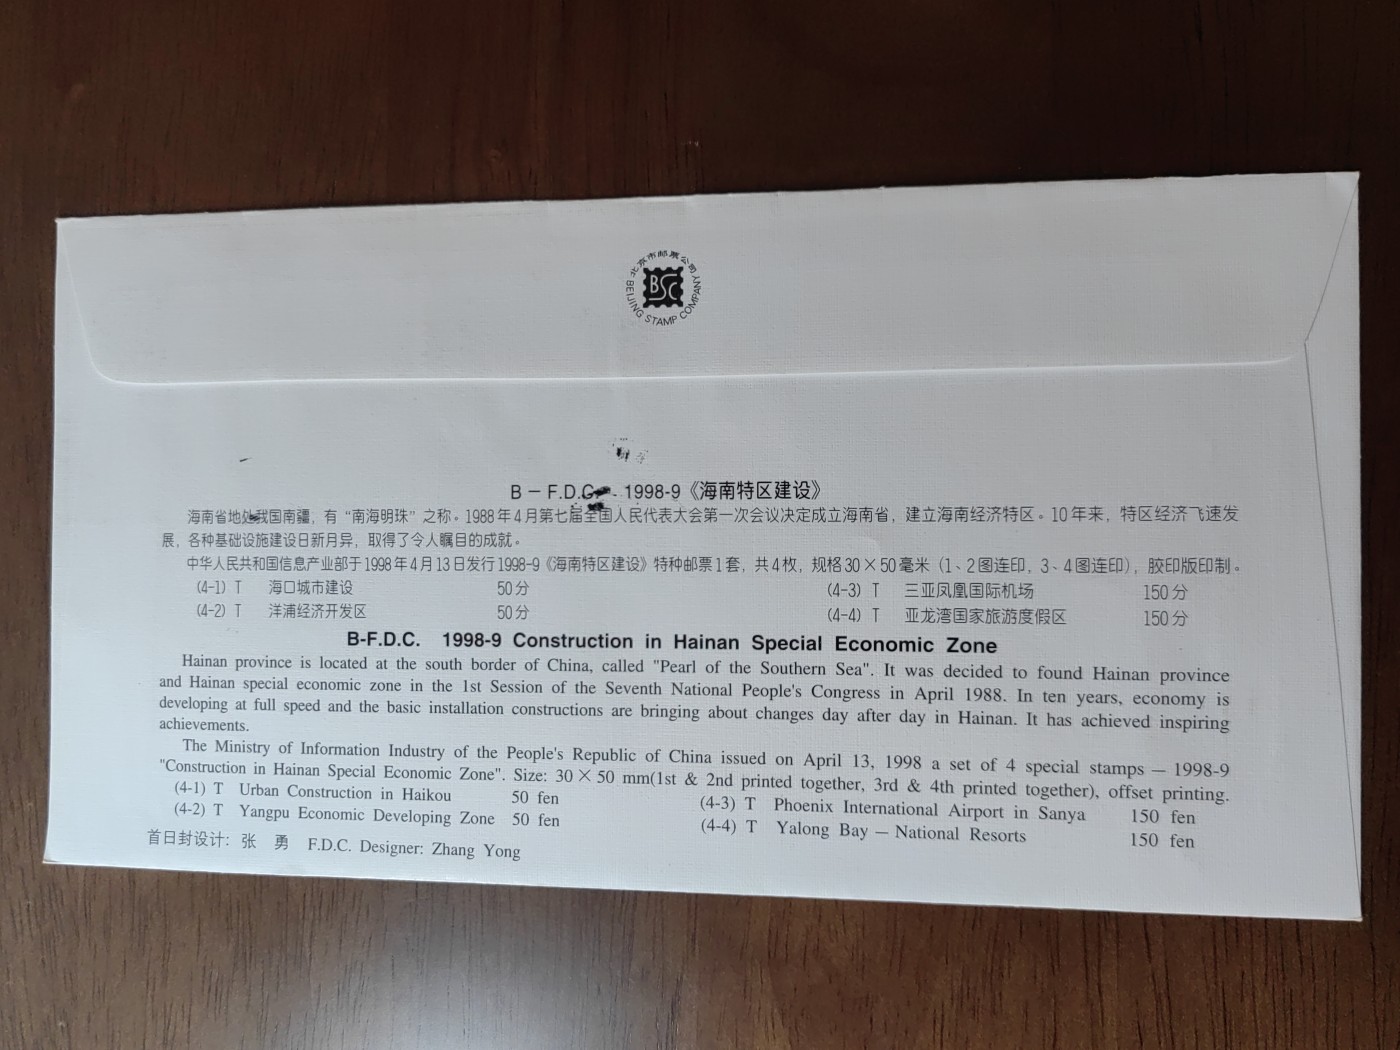 北京市邮票公司
BSC
BEIJING STAMP COMPANY
B－F.D.C. 1998-9《海南特区建设》
海南省地处我国南疆，有“南海明珠”之称。1988年4月第七届全国人民代表大会第一次会议决定成立海南省，建立海南经济特区。10年来，特区经济飞速发
展，各种基础设施建设日新月异，取得了令人瞩目的成就。
中华人民共和国信息产业部于1998年4月13日发行1998-9《海南特区建设》特种邮票1套，共4枚，规格30×50毫米（1、2图连印，3、4图连印），胶印版印制。
(4-1) T 海口城市建设 50分 (4-3) T 三亚凤凰国际机场 150分
(4-2) T 洋浦经济开发区 50分 (4-4) T 亚龙湾国家旅游度假区 150分
B-F.D.C. 1998-9 Construction in Hainan Special Economic Zone
Hainan province is located at the south border of China, called "Pearl of the Southern Sea". It was decided to found Hainan province
and Hainan special economic zone in the 1st Session of the Seventh National People's Congress in April 1988. In ten years, economy is
developing at full speed and the basic installation constructions are bringing about changes day after day in Hainan. It has achieved inspiring
achievements.
The Ministry of Information Industry of the People's Republic of China issued on April 13, 1998 a set of 4 special stamps — 1998-9
"Construction in Hainan Special Economic Zone". Size: 30×50 mm(1st & 2nd printed together, 3rd & 4th printed together), offset printing.
(4-1) T Urban Construction in Haikou 50 fen (4-3) T Phoenix International Airport in Sanya 150 fen
(4-2) T Yangpu Economic Developing Zone 50 fen (4-4) T Yalong Bay — National Resorts 150 fen
首日封设计：张 勇 F.D.C. Designer: Zhang Yong